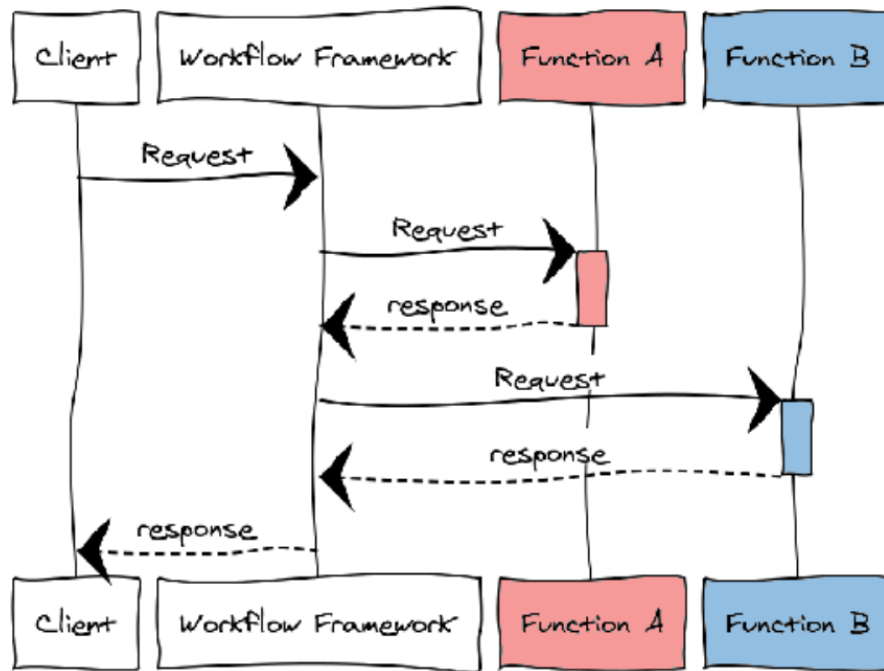 Client
Workflow Framework
Function A
Function B
Request
Request
response
Request
response
response
Client
Workflow Framework
Function A
Function B